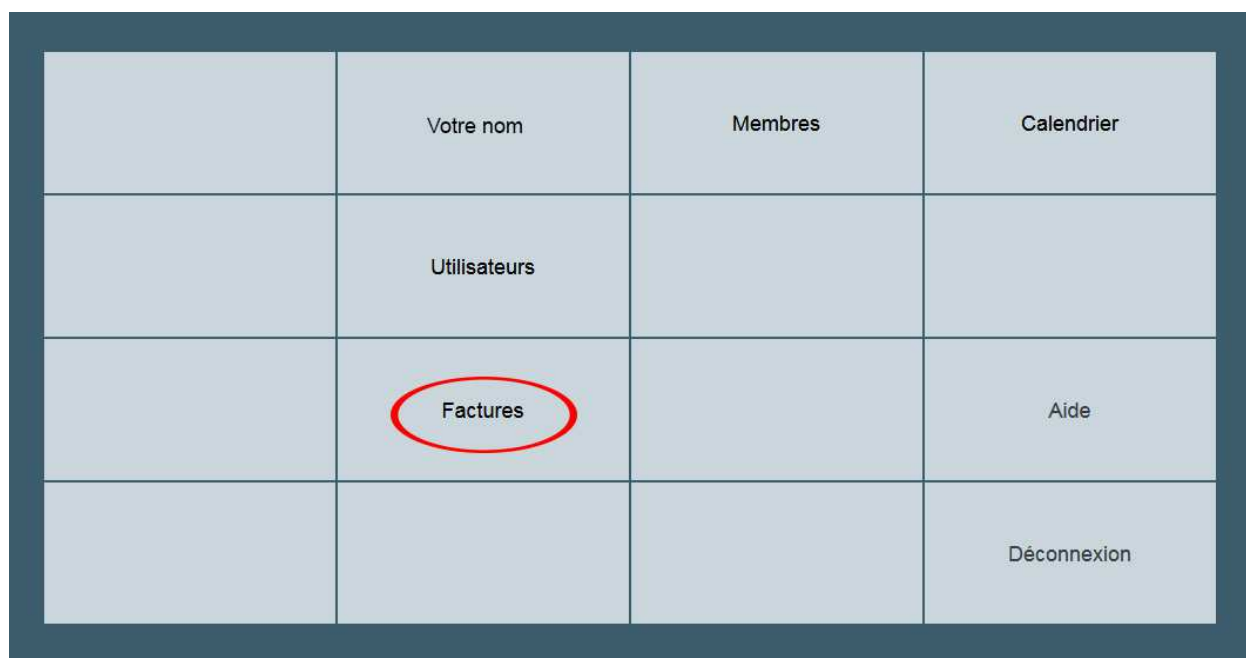 Votre nom
Membres
Calendrier
Utilisateurs
Factures
Aide
Déconnexion